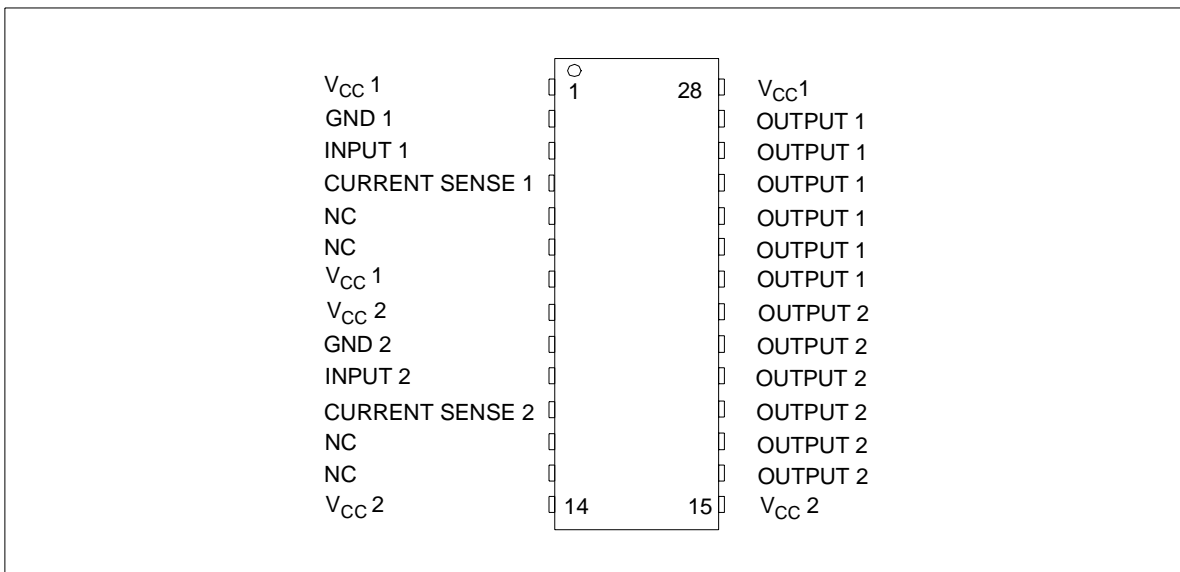 VCC 1 1 28 VCC1
GND 1 OUTPUT 1
INPUT 1 OUTPUT 1
CURRENT SENSE 1 OUTPUT 1
NC OUTPUT 1
NC OUTPUT 1
VCC 1 OUTPUT 1
VCC 2 OUTPUT 2
GND 2 OUTPUT 2
INPUT 2 OUTPUT 2
CURRENT SENSE 2 OUTPUT 2
NC OUTPUT 2
NC OUTPUT 2
VCC 2 14 15 VCC 2